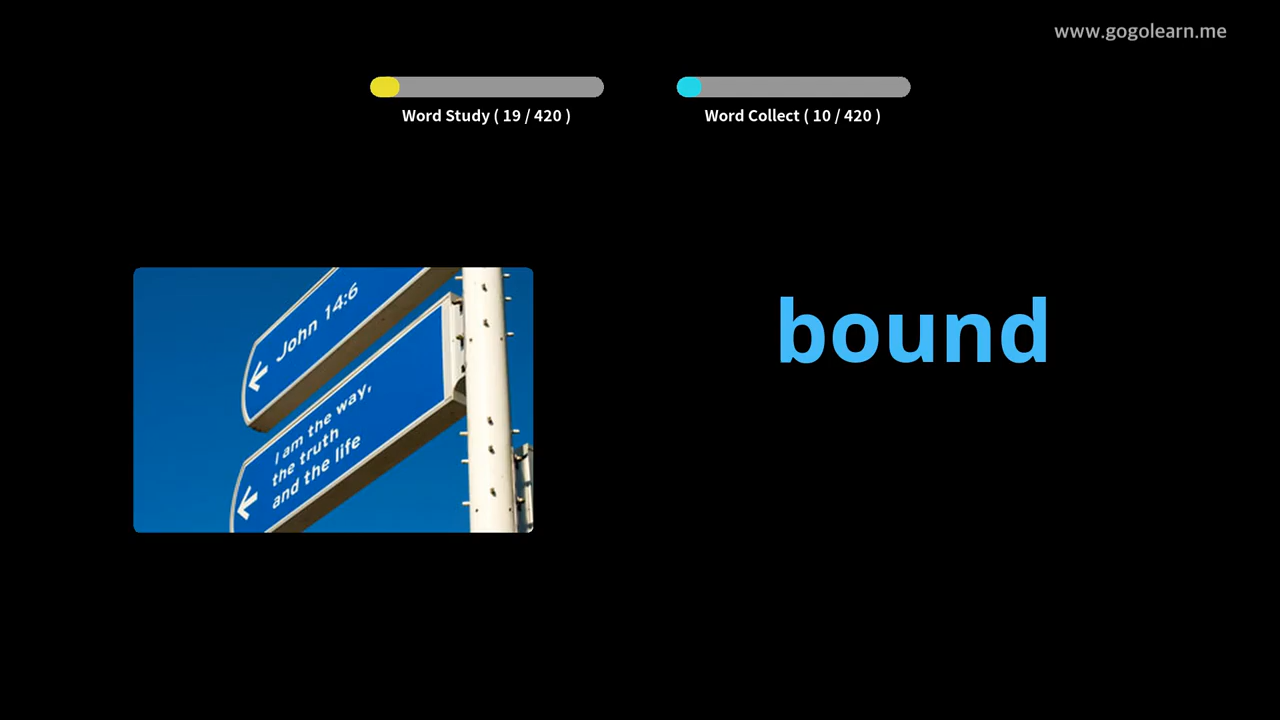 www.gogolearn.me
Word Study ( 19 / 420 )
Word Collect ( 10 / 420 )
John 14:6
I am the way,
the truth
and the life
bound